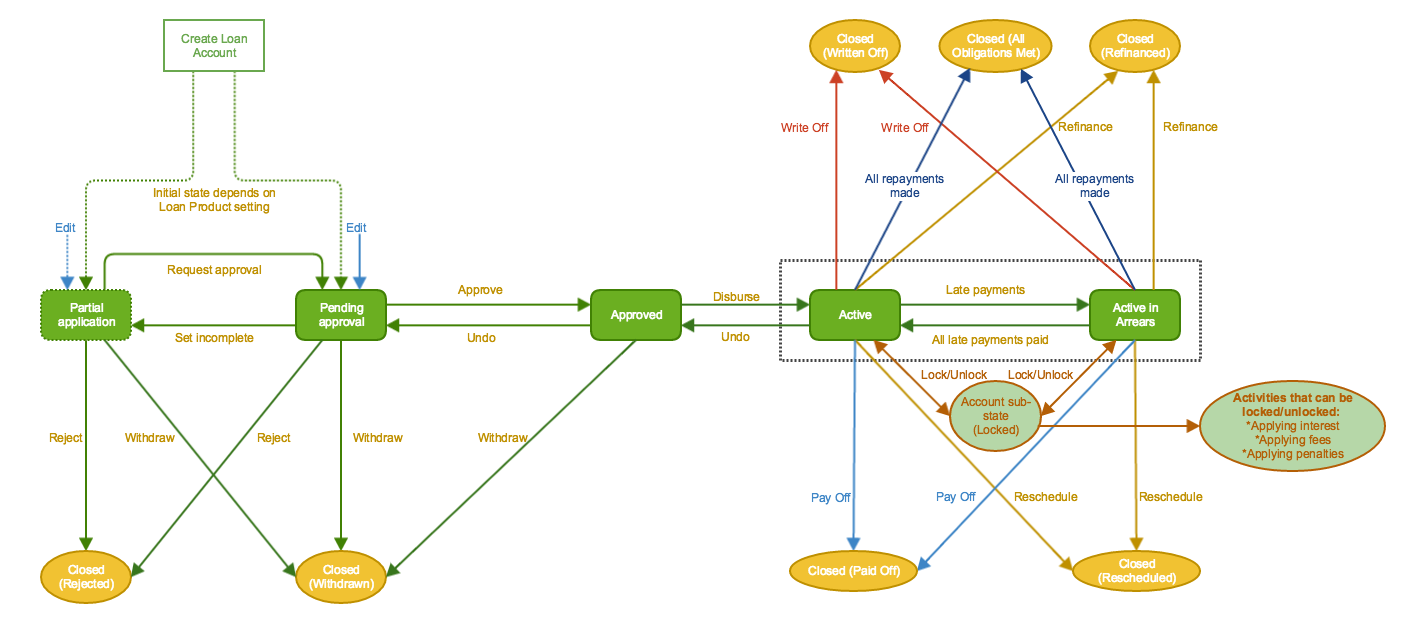 Create Loan
Account
Closed
(Written Off)
Closed (All
Obligations Met)
Closed
(Refinanced)
Write Off
Write Off
Refinance
Refinance
All repayments
made
All repayments
made
Initial state depends on
Loan Product setting
Edit
Edit
Request approval
Partial
application
Pending
approval
Approved
Active
Active in
Arrears
Approve
Disburse
Late payments
Set incomplete
Undo
Undo
All late payments paid
Lock/Unlock
Lock/Unlock
Account sub-
state
(Locked)
Activities that can be
locked/unlocked:
*Applying interest
*Applying fees
*Applying penalties
Reject
Withdraw
Reject
Withdraw
Withdraw
Pay Off
Pay Off
Reschedule
Reschedule
Closed
(Rejected)
Closed
(Withdrawn)
Closed (Paid Off)
Closed
(Rescheduled)